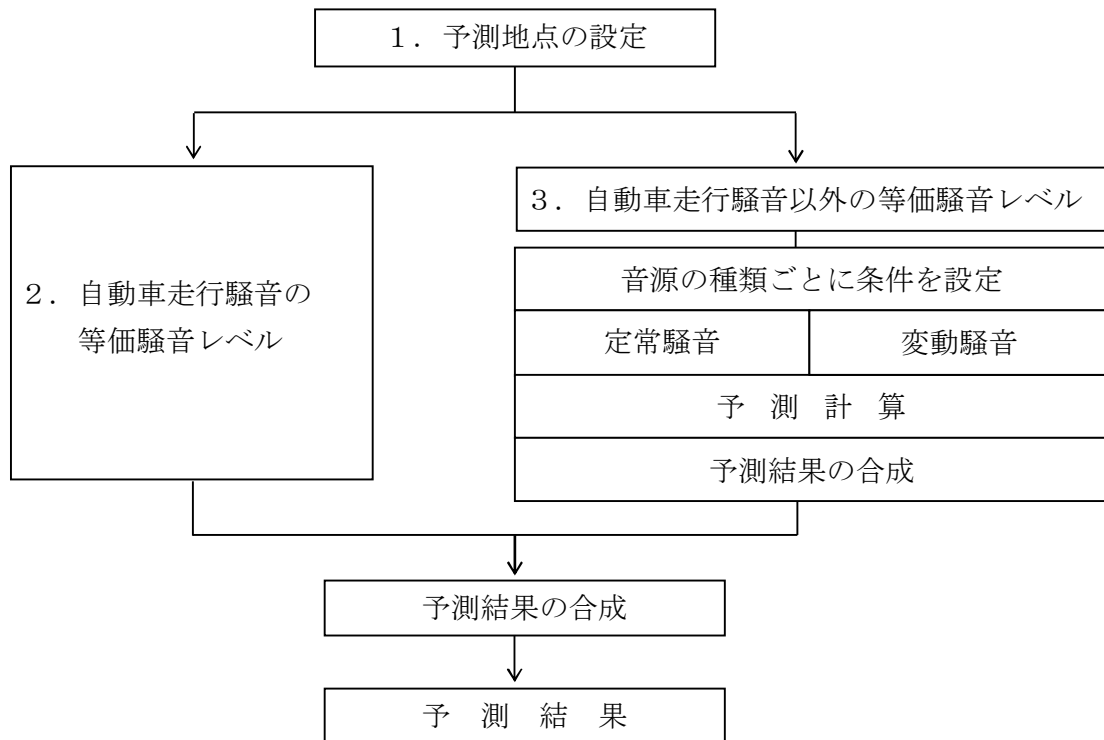 １．予測地点の設定
２．自動車走行騒音の
等価騒音レベル
３．自動車走行騒音以外の等価騒音レベル
音源の種類ごとに条件を設定
定常騒音
変動騒音
予　測　計　算
予測結果の合成
予測結果の合成
予　測　結　果